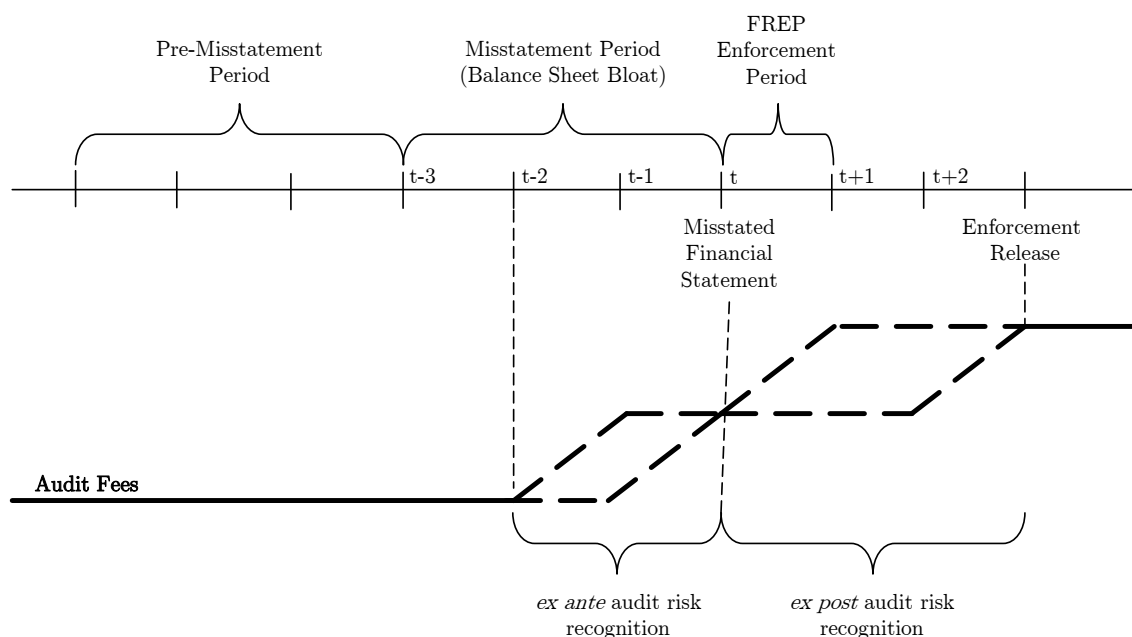 Pre-Misstatement
Period
Misstatement Period
(Balance Sheet Bloat)
FREP
Enforcement
Period
t-3
t-2
t-1
t
t+1
t+2
Misstated
Financial
Statement
Enforcement
Release
Audit Fees
ex ante audit risk
recognition
ex post audit risk
recognition